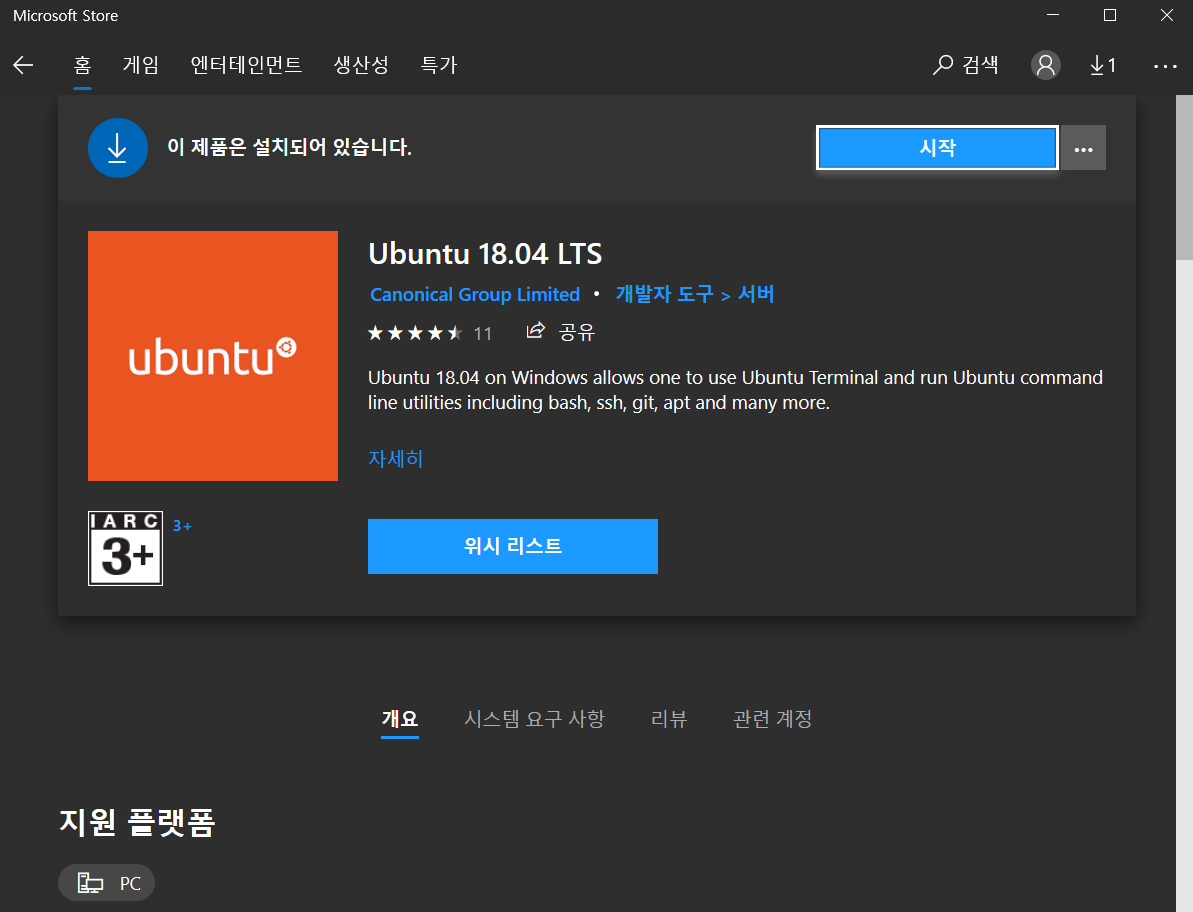 Microsoft Store
홈 게임 엔터테인먼트 생산성 특가 검색 1
이 제품은 설치되어 있습니다. 시작
ubuntu
Ubuntu 18.04 LTS
Canonical Group Limited • 개발자 도구 > 서버
11 공유
Ubuntu 18.04 on Windows allows one to use Ubuntu Terminal and run Ubuntu command
line utilities including bash, ssh, git, apt and many more.
자세히
IARC
3+
3+
위시 리스트
개요 시스템 요구 사항 리뷰 관련 계정
지원 플랫폼
PC